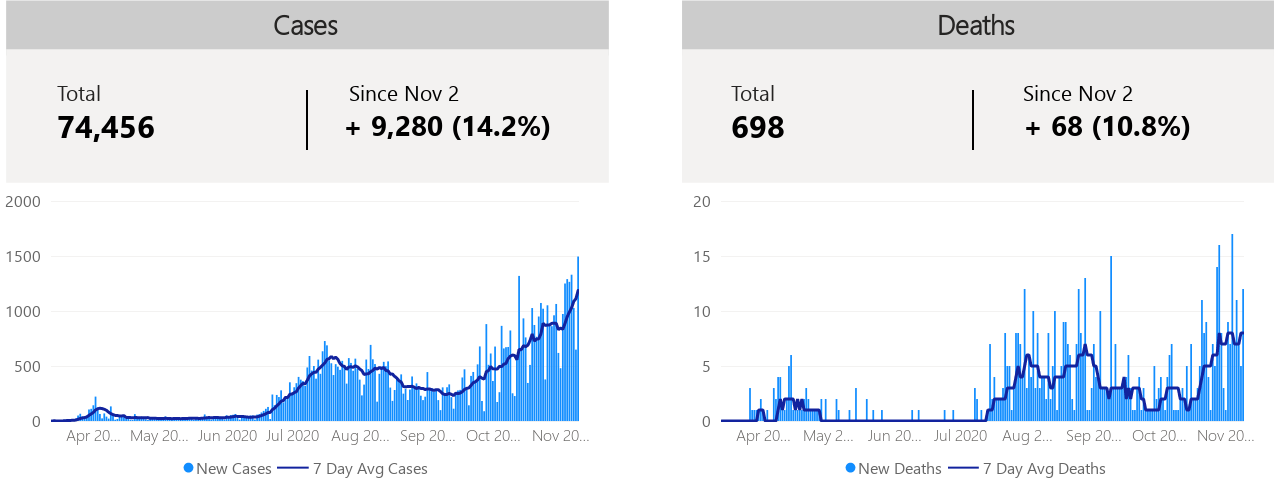 Cases
Total
74,456
Since Nov 2
+ 9,280 (14.2%)
2000
1500
1000
500
0
Apr 20... May 20... Jun 2020 Jul 2020 Aug 20... Sep 20... Oct 20... Nov 20...
New Cases 7 Day Avg Cases
Deaths
Total
698
Since Nov 2
+ 68 (10.8%)
20
15
10
5
0
Apr 20... May 2... Jun 20... Jul 2020 Aug 2... Sep 20... Oct 20... Nov 20...
New Deaths 7 Day Avg Deaths